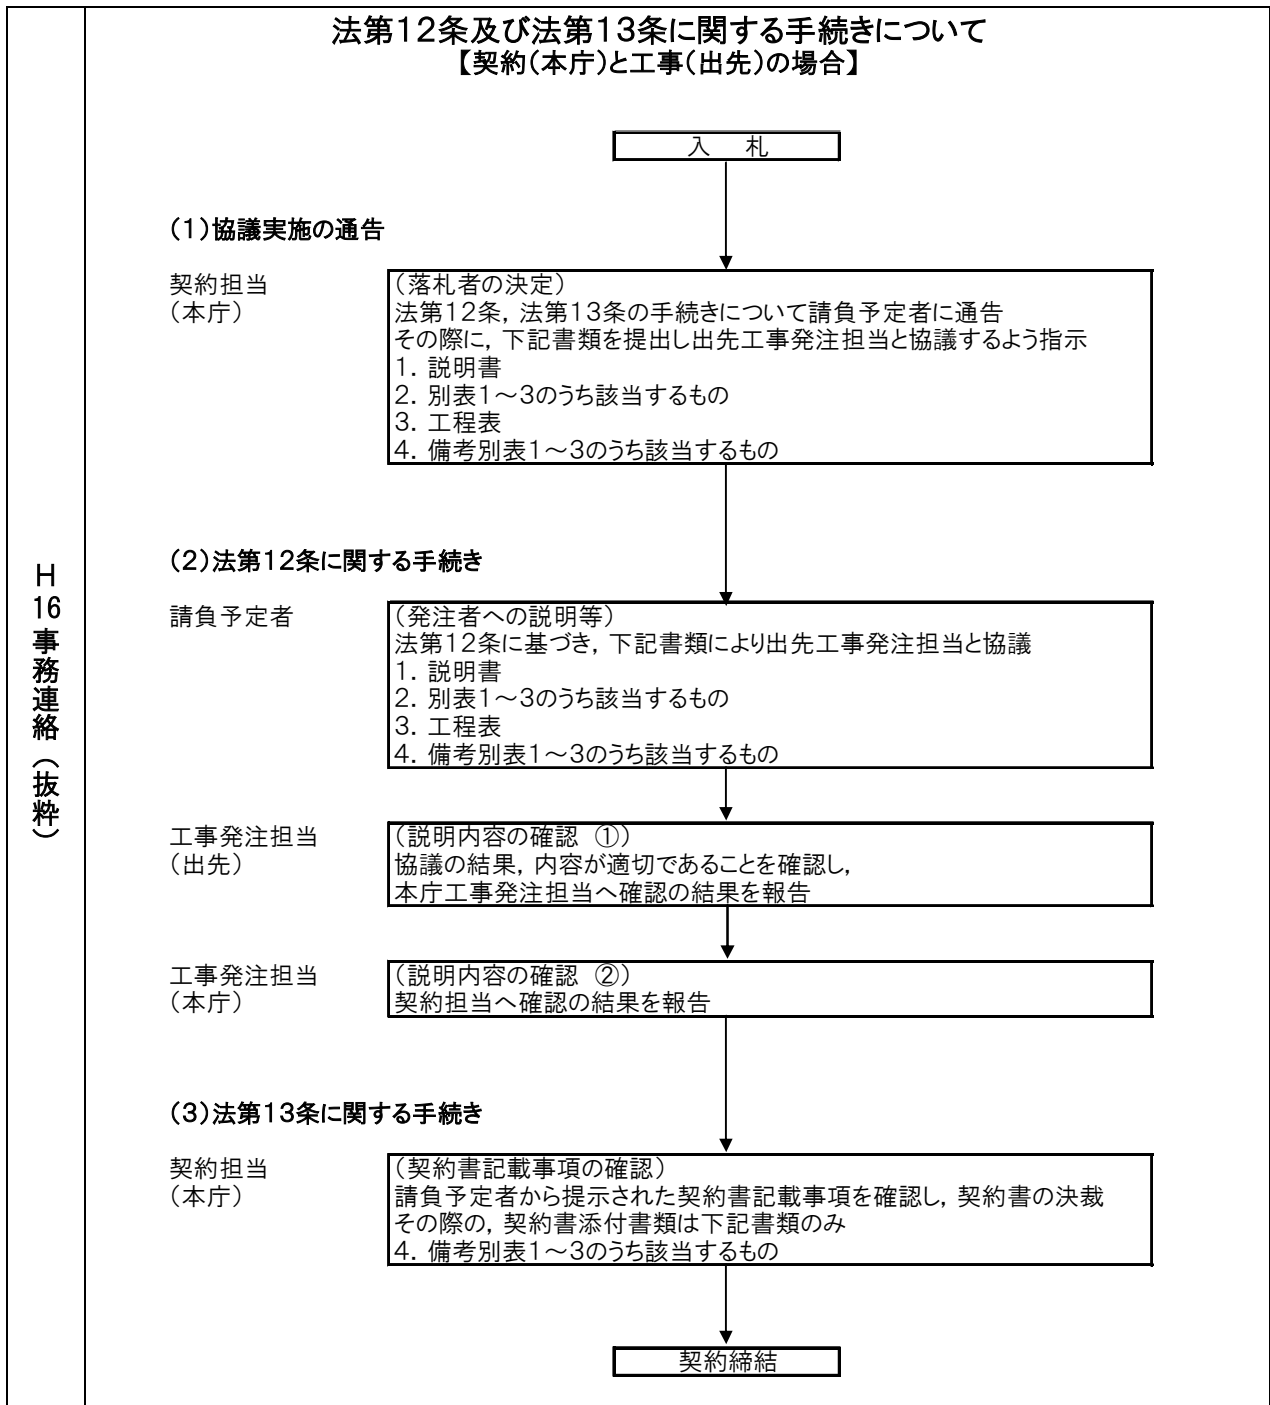 法第12条及び法第13条に関する手続きについて
【契約(本庁)と工事(出先)の場合】
入　札
(1)協議実施の通告
契約担当
(本庁)
(落札者の決定)
法第12条，法第13条の手続きについて請負予定者に通告
その際に，下記書類を提出し出先工事発注担当と協議するよう指示
1．説明書
2．別表1～3のうち該当するもの
3．工程表
4．備考別表1～3のうち該当するもの
(2)法第12条に関する手続き
請負予定者
(発注者への説明等)
法第12条に基づき，下記書類により出先工事発注担当と協議
1．説明書
2．別表1～3のうち該当するもの
3．工程表
4．備考別表1～3のうち該当するもの
工事発注担当
(出先)
(説明内容の確認　①)
協議の結果，内容が適切であることを確認し，
本庁工事発注担当へ確認の結果を報告
工事発注担当
(本庁)
(説明内容の確認　②)
契約担当へ確認の結果を報告
(3)法第13条に関する手続き
契約担当
(本庁)
(契約書記載事項の確認)
請負予定者から提示された契約書記載事項を確認し，契約書の決裁
その際の，契約書添付書類は下記書類のみ
4．備考別表1～3のうち該当するもの
契約締結
H16事務連絡(抜粋)